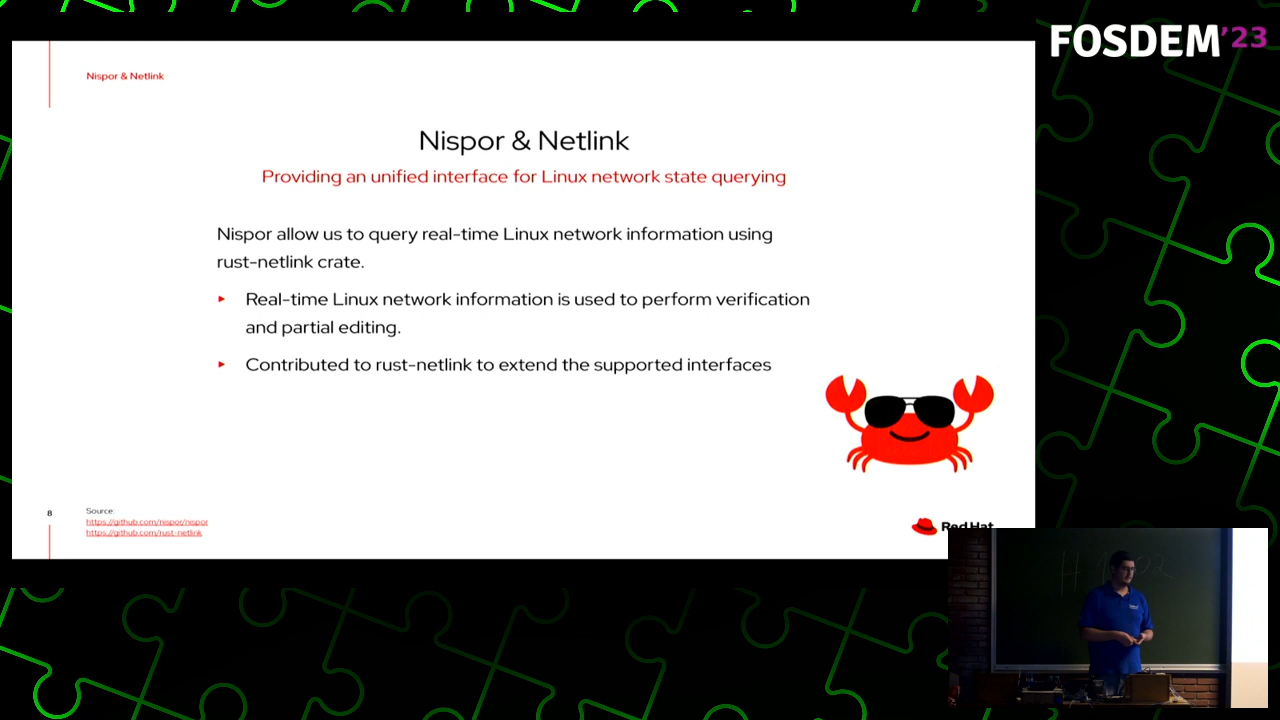 FOSDEM'23
Nispor & Netlink
Nispor & Netlink
Providing an unified interface for Linux network state querying
Nispor allow us to query real-time Linux network information using
rust-netlink crate.
Real-time Linux network information is used to perform verification
and partial editing.
Contributed to rust-netlink to extend the supported interfaces
8
Source:
https://github.com/nispor/nispor
https://github.com/rust-netlink
Red Hat